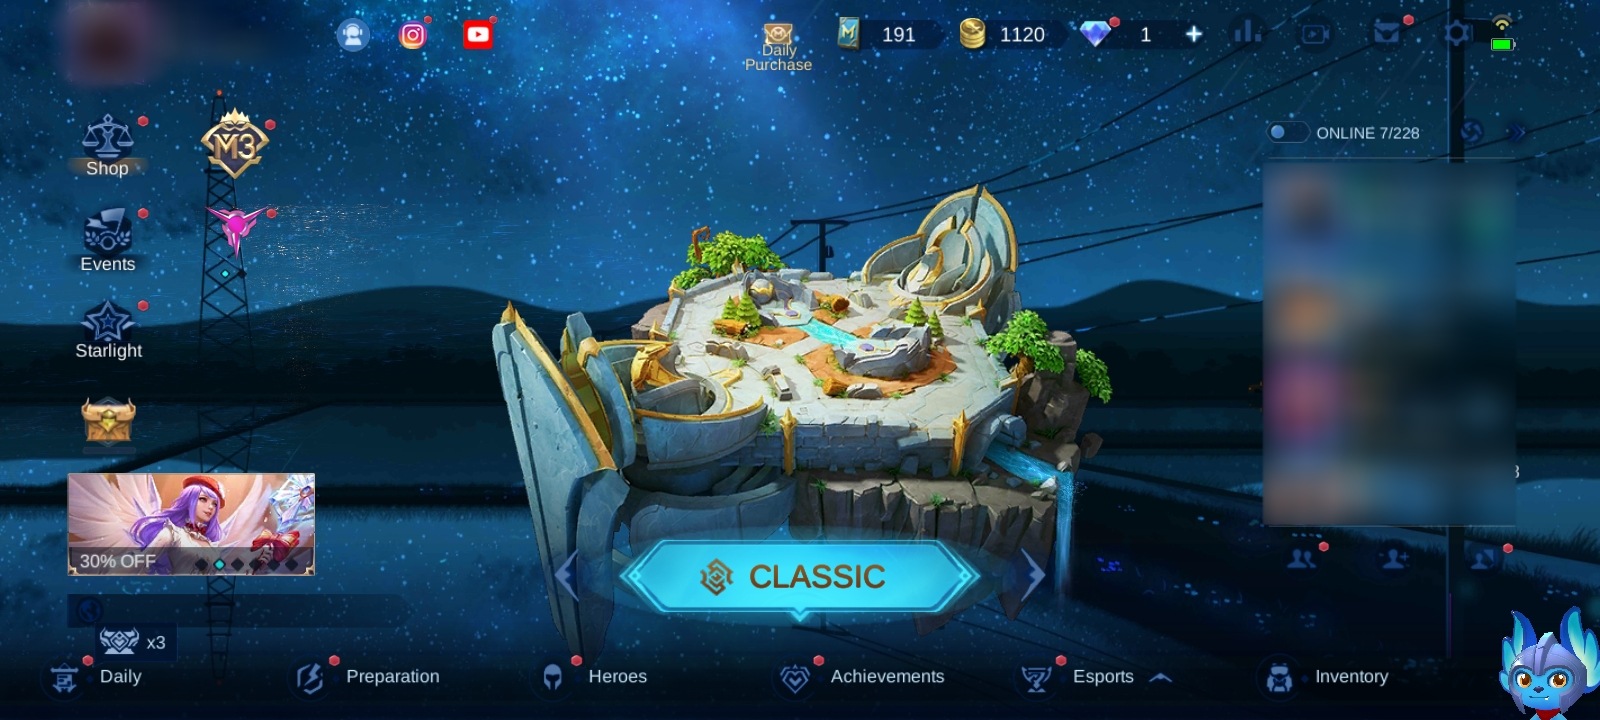 191
1120
1
Daily
Purchase
M3
ONLINE 7/228
Shop
Events
Starlight
30% OFF
CLASSIC
x3
Daily
Preparation
Heroes
Achievements
Esports
Inventory